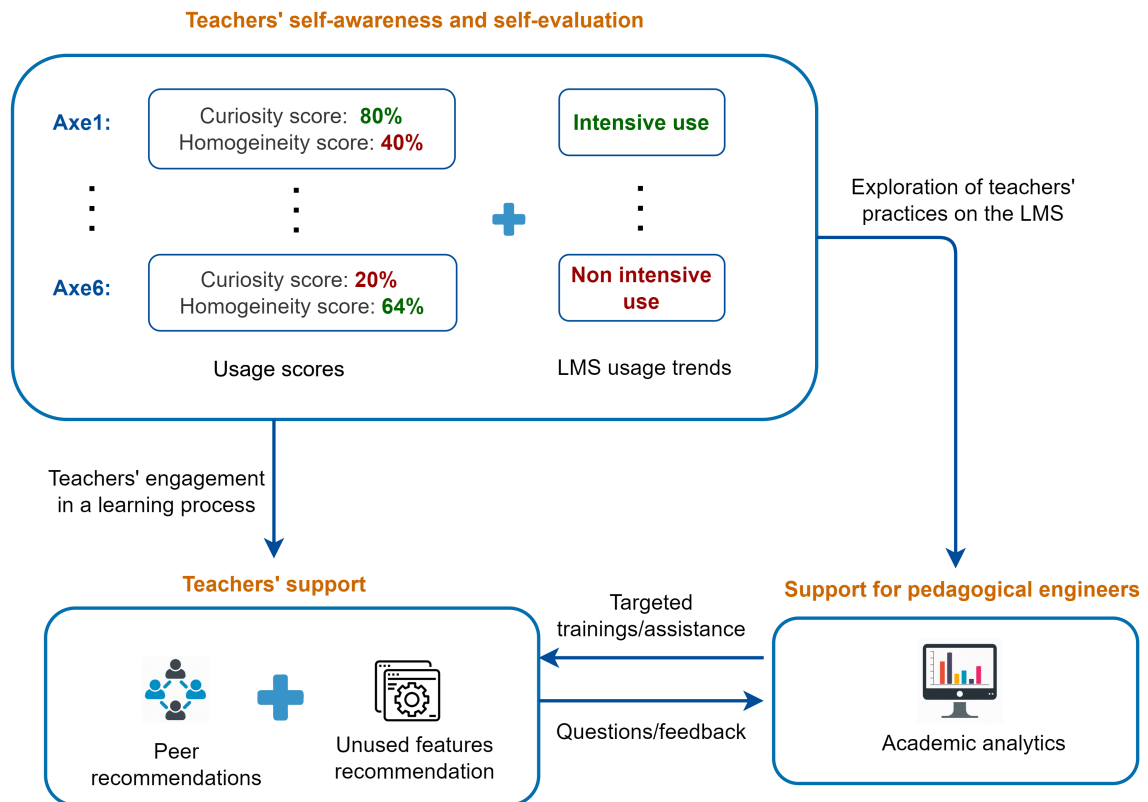 Teachers' self-awareness and self-evaluation
Axe1:
Curiosity score: 80%
Homogeineity score: 40%
Intensive use
Axe6:
Curiosity score: 20%
Homogeineity score: 64%
Non intensive
use
Usage scores
LMS usage trends
Exploration of teachers'
practices on the LMS
Teachers' engagement
in a learning process
Teachers' support
Peer
recommendations
Unused features
recommendation
Targeted
trainings/assistance
Questions/feedback
Support for pedagogical engineers
Academic analytics